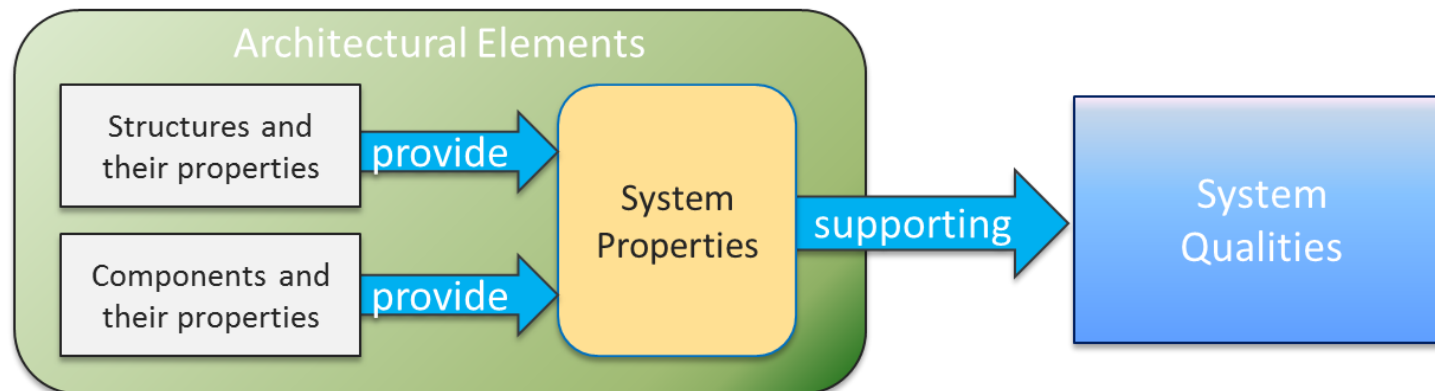 Architectural Elements
Structures and
their properties
provide
Components and
their properties
provide
System
Properties
supporting
System
Qualities